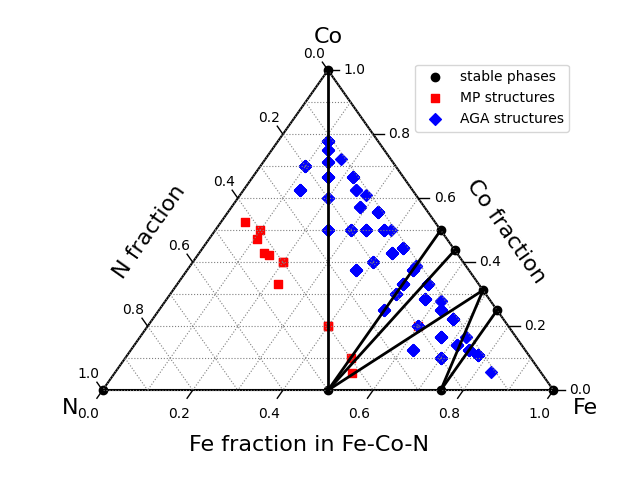 Co
0.0
1.0
stable phases
MP structures
AGA structures
0.2
0.8
0.4
0.6
N fraction
Co fraction
0.6
0.4
0.8
0.2
1.0
0.0
N
Fe
0.0
0.2
0.4
0.6
0.8
1.0
Fe fraction in Fe-Co-N